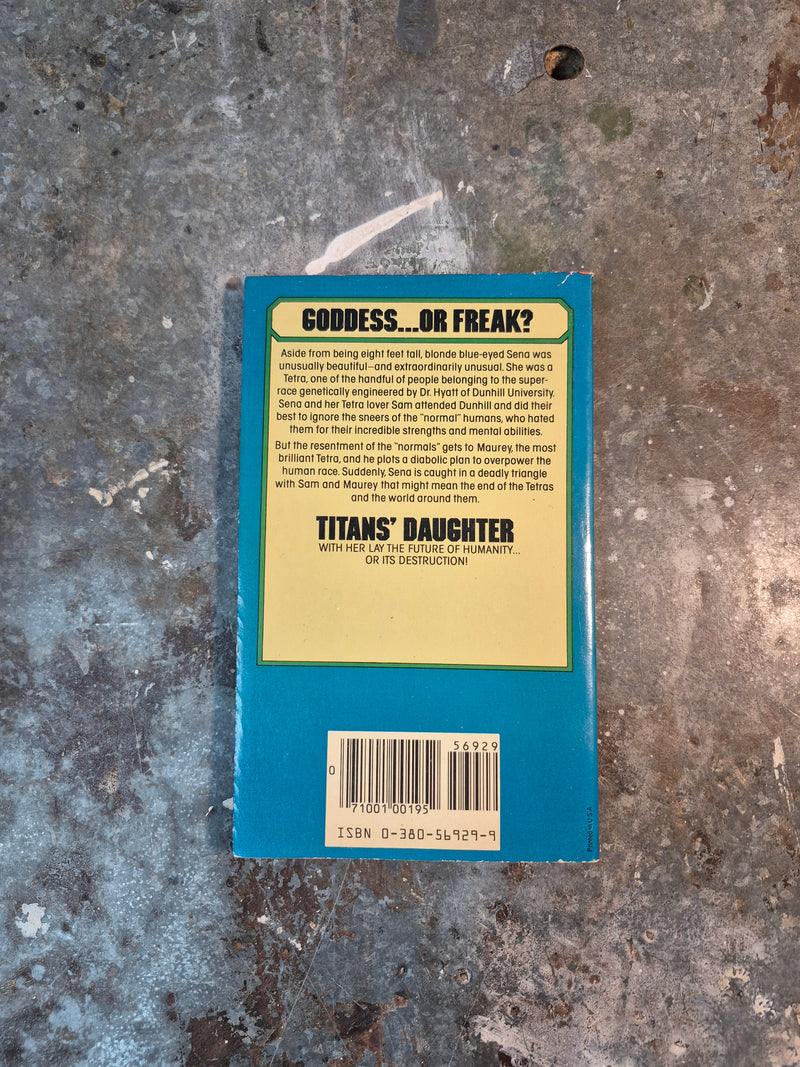 GODDESS...OR FREAK?
Aside from being eight feet tall, blonde blue-eyed Sena was
unusually beautiful—and extraordinarily unusual. She was a
Tetra, one of the handful of people belonging to the super-
race genetically engineered by Dr. Hyatt of Dunhill University.
Sena and her Tetra lover Sam attended Dunhill and did their
best to ignore the sneers of the "normal" humans, who hated
them for their incredible strengths and mental abilities.
But the resentment of the "normals" gets to Maurey, the most
brilliant Tetra, and he plots a diabolic plan to overpower the
human race. Suddenly, Sena is caught in a deadly triangle
with Sam and Maurey that might mean the end of the Tetras
and the world around them.
TITANS' DAUGHTER
WITH HER LAY THE FUTURE OF HUMANITY...
OR ITS DESTRUCTION!
56929
0
71001 00195
ISBN 0-380-56929-9
Printed in U.S.A.